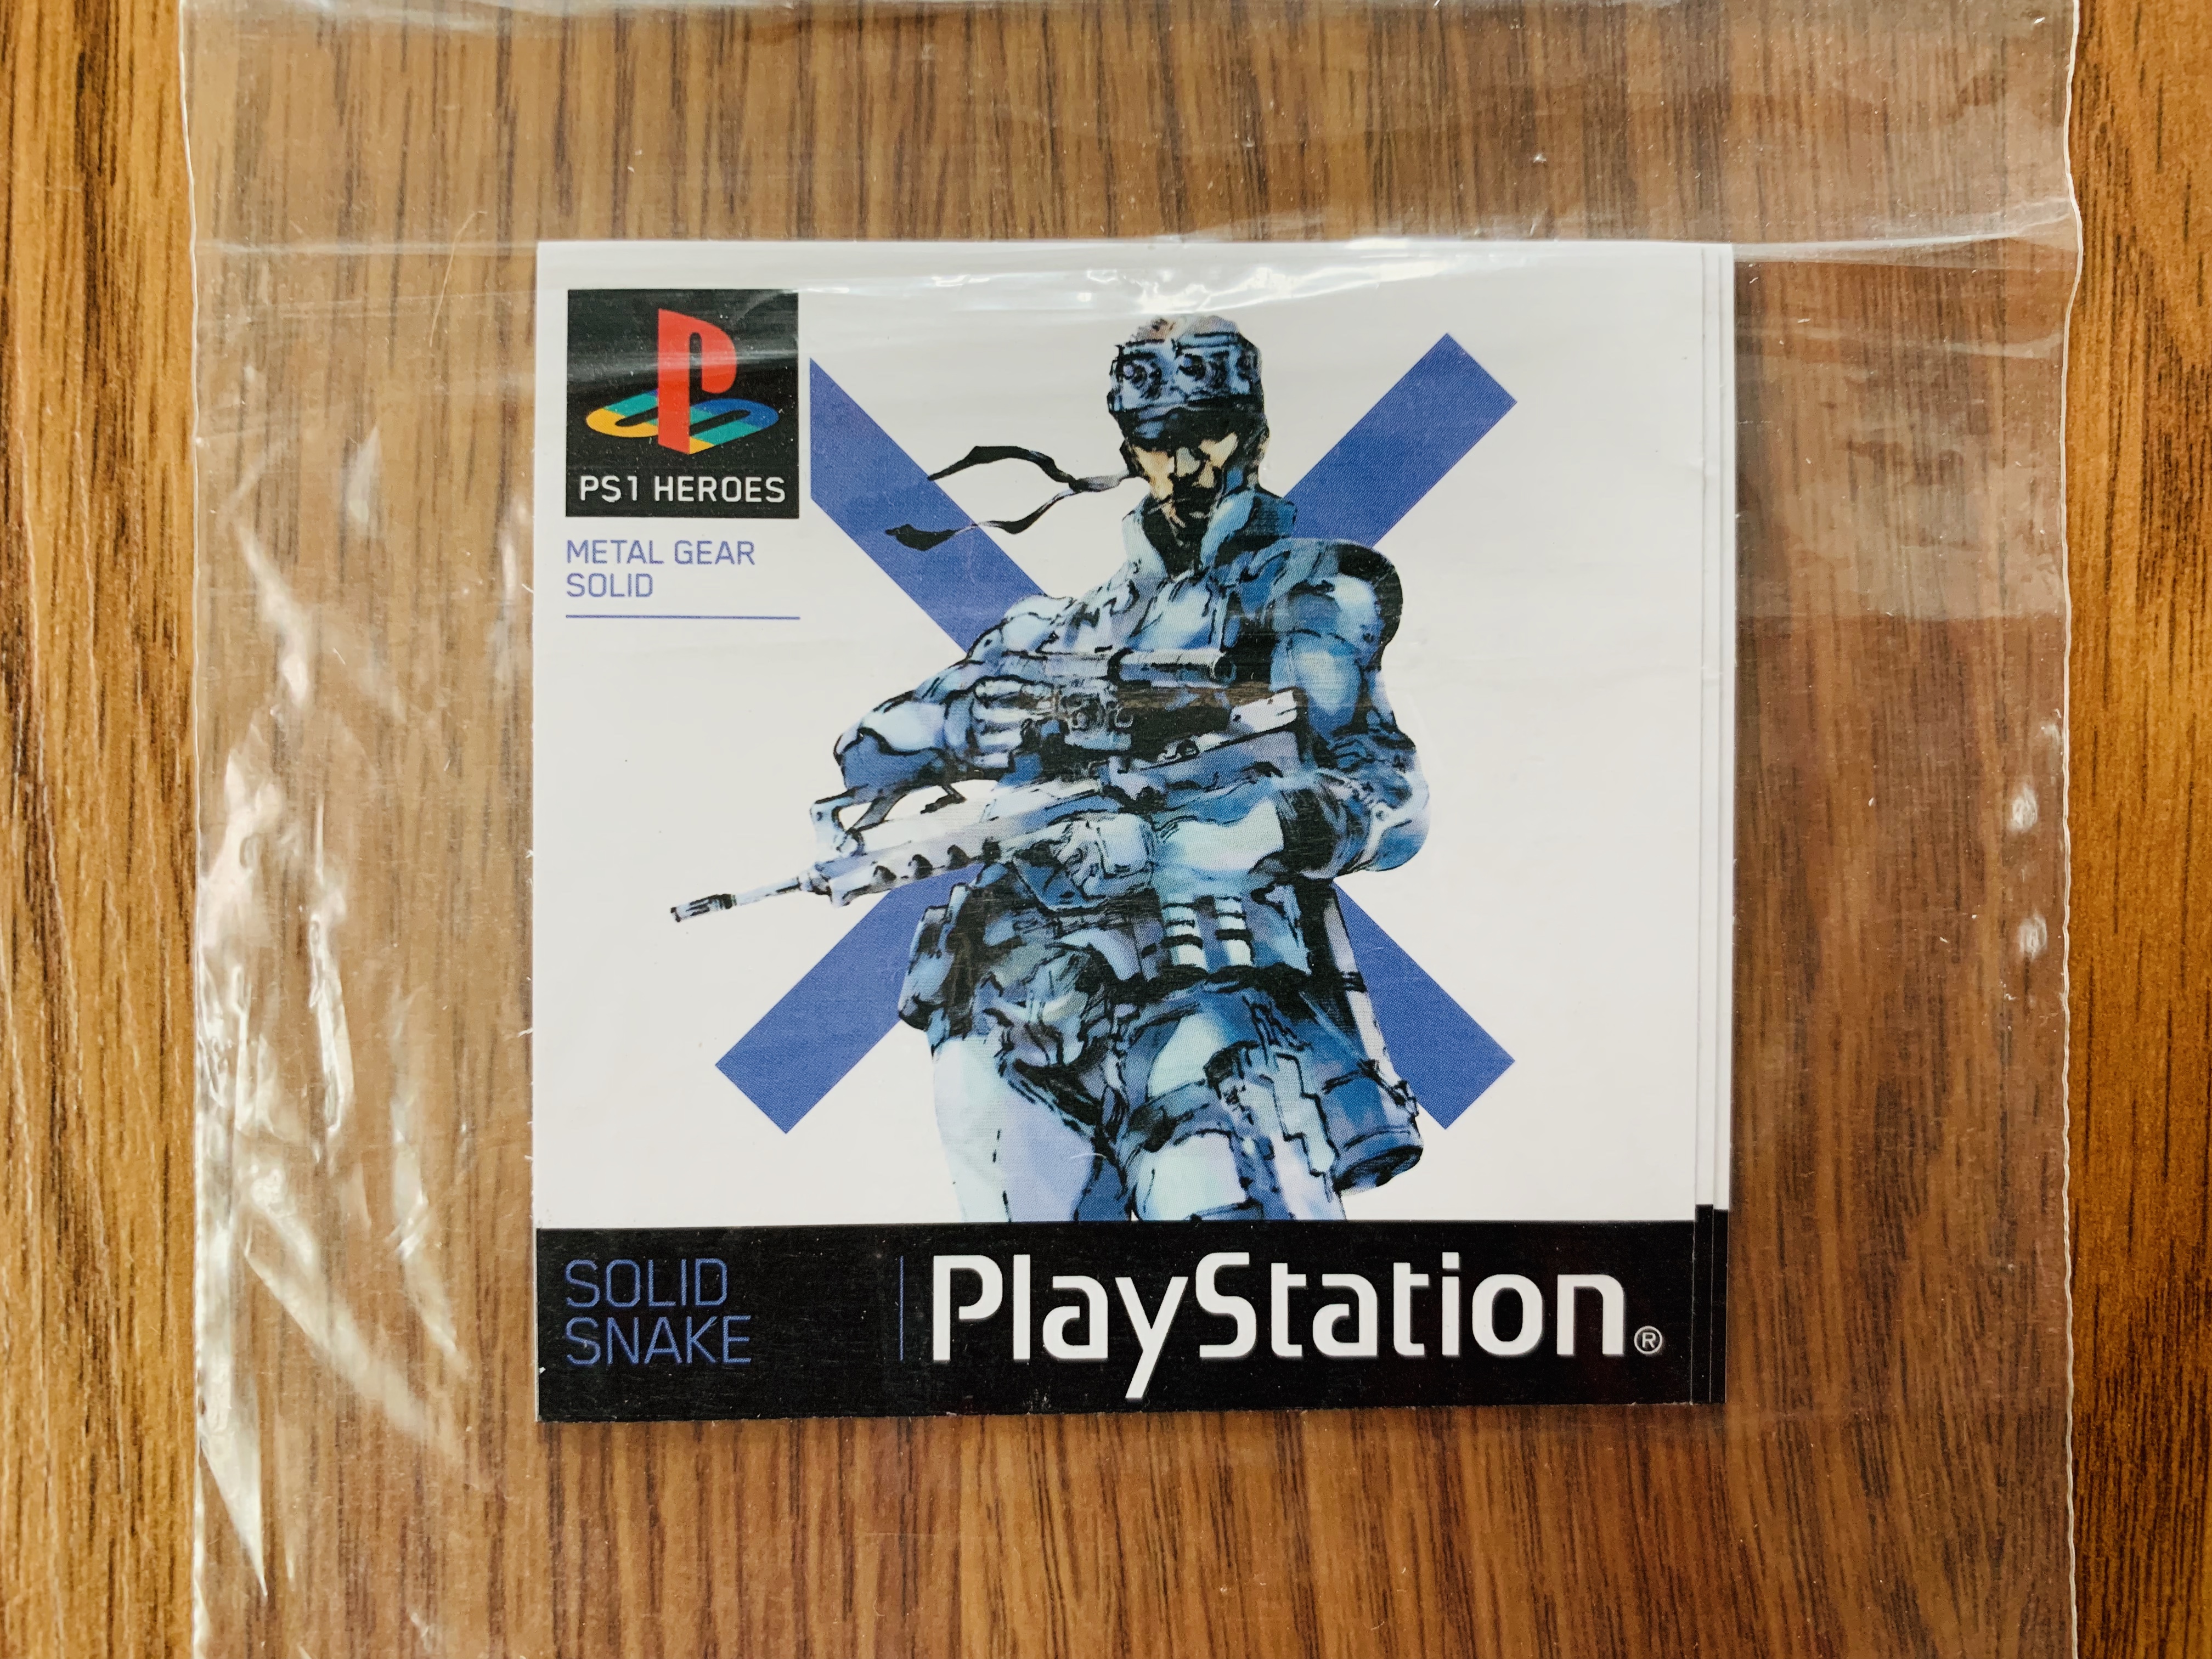 PS1 HEROES
METAL GEAR
SOLID
SOLID
SNAKE
PlayStation®